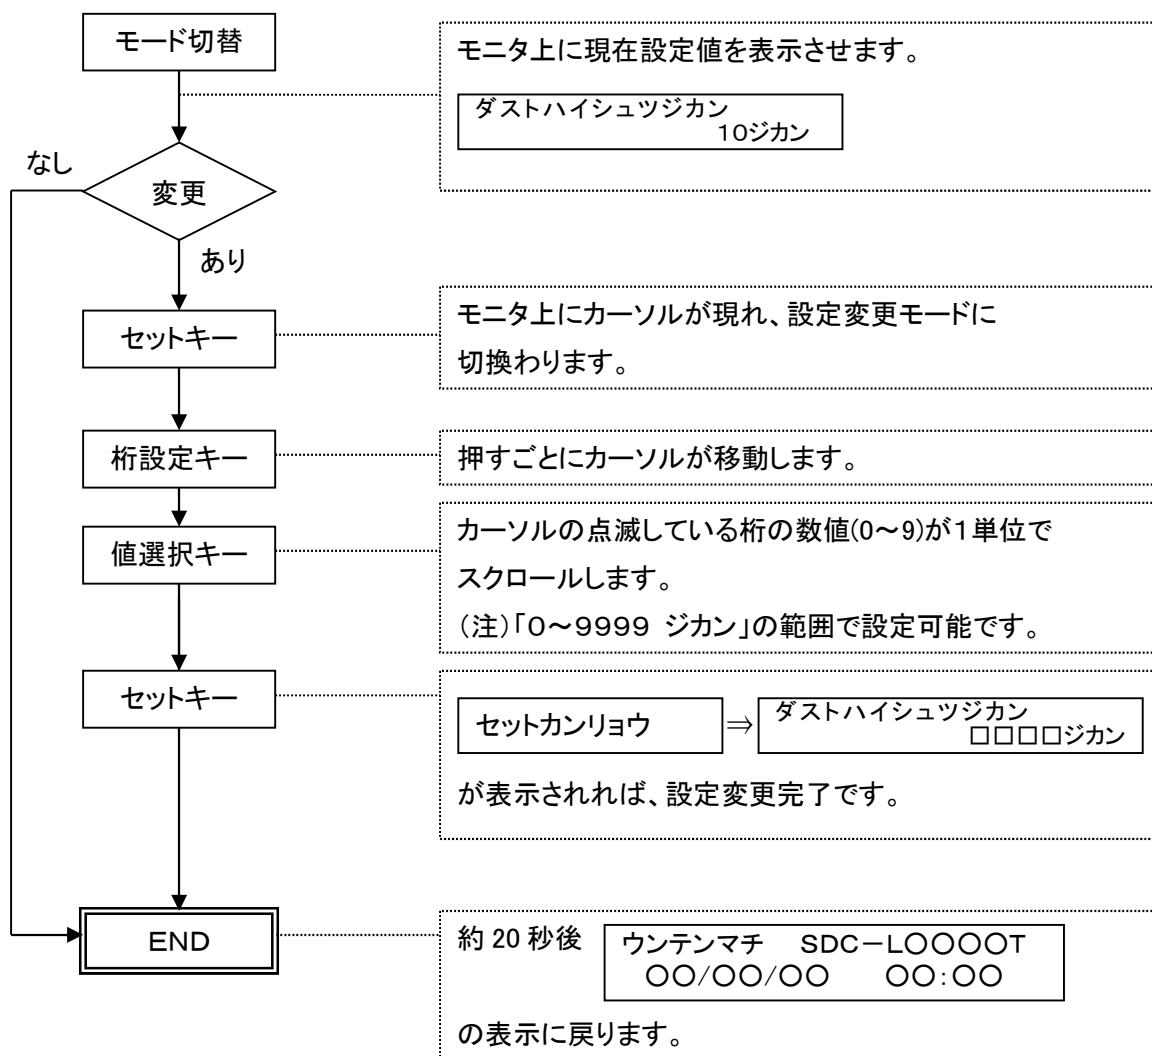 モード切替
モニタ上に現在設定値を表示させます。
ダストハイシュツジカン
10ジカン
なし
変更
あり
セットキー
モニタ上にカーソルが現れ、設定変更モードに
切換わります。
桁設定キー
押すごとにカーソルが移動します。
値選択キー
カーソルの点滅している桁の数値(0～9)が1単位で
スクロールします。
(注)「0～9999 ジカン」の範囲で設定可能です。
セットキー
セットカンリョウ ⇒ ダストハイシュツジカン
□□□□ジカン
が表示されれば、設定変更完了です。
END
約20秒後 ウンテンマチ SDC－L○○○○T
○○/○○/○○ ○○:○○
の表示に戻ります。